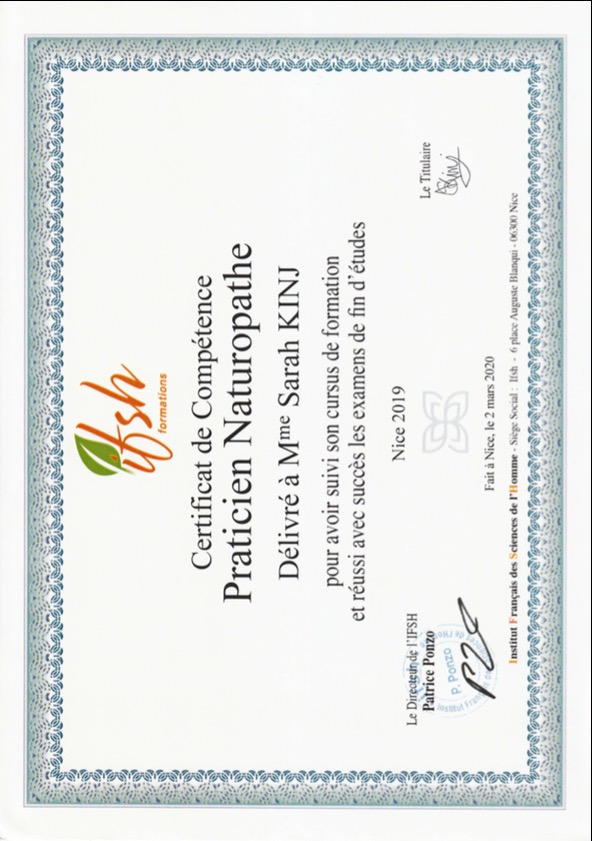 ifsh
formations
Certificat de Compétence
Praticien Naturopathe
Délivré à Mme Sarah KINJ
pour avoir suivi son cursus de formation
et réussi avec succès les examens de fin d'études
Nice 2019
Le Directeur de l'IFSH
Patrice Ponzo
P. Ponzo
Institut
Le Titulaire
Fait à Nice, le 2 mars 2020
Institut Français des Sciences de l'Homme - Siège Social : Ifsh - 6 place Auguste Blanqui - 06300 Nice